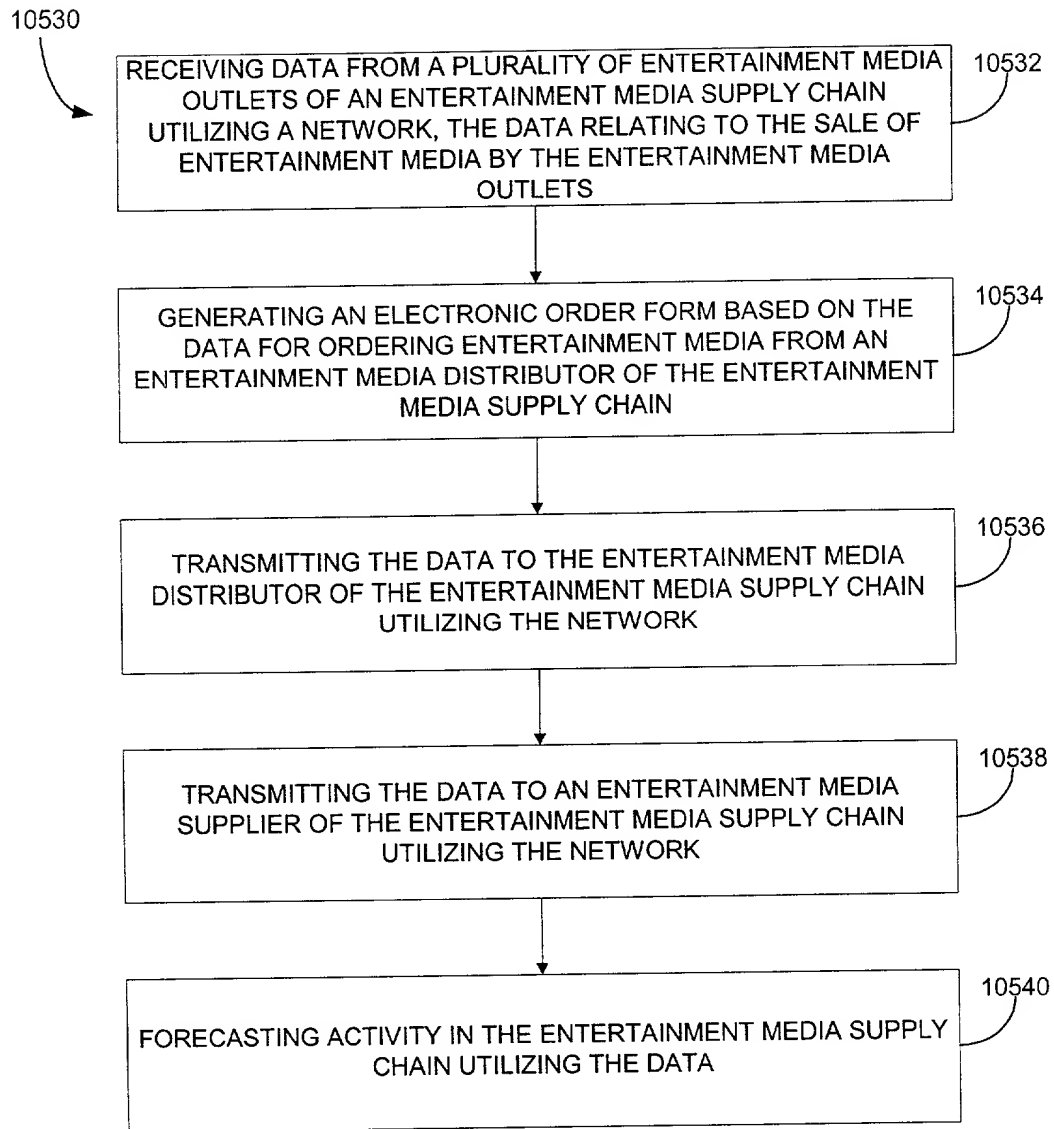 10530
RECEIVING DATA FROM A PLURALITY OF ENTERTAINMENT MEDIA
OUTLETS OF AN ENTERTAINMENT MEDIA SUPPLY CHAIN
UTILIZING A NETWORK, THE DATA RELATING TO THE SALE OF
ENTERTAINMENT MEDIA BY THE ENTERTAINMENT MEDIA
OUTLETS
10532
GENERATING AN ELECTRONIC ORDER FORM BASED ON THE
DATA FOR ORDERING ENTERTAINMENT MEDIA FROM AN
ENTERTAINMENT MEDIA DISTRIBUTOR OF THE ENTERTAINMENT
MEDIA SUPPLY CHAIN
10534
TRANSMITTING THE DATA TO THE ENTERTAINMENT MEDIA
DISTRIBUTOR OF THE ENTERTAINMENT MEDIA SUPPLY CHAIN
UTILIZING THE NETWORK
10536
TRANSMITTING THE DATA TO AN ENTERTAINMENT MEDIA
SUPPLIER OF THE ENTERTAINMENT MEDIA SUPPLY CHAIN
UTILIZING THE NETWORK
10538
FORECASTING ACTIVITY IN THE ENTERTAINMENT MEDIA SUPPLY
CHAIN UTILIZING THE DATA
10540